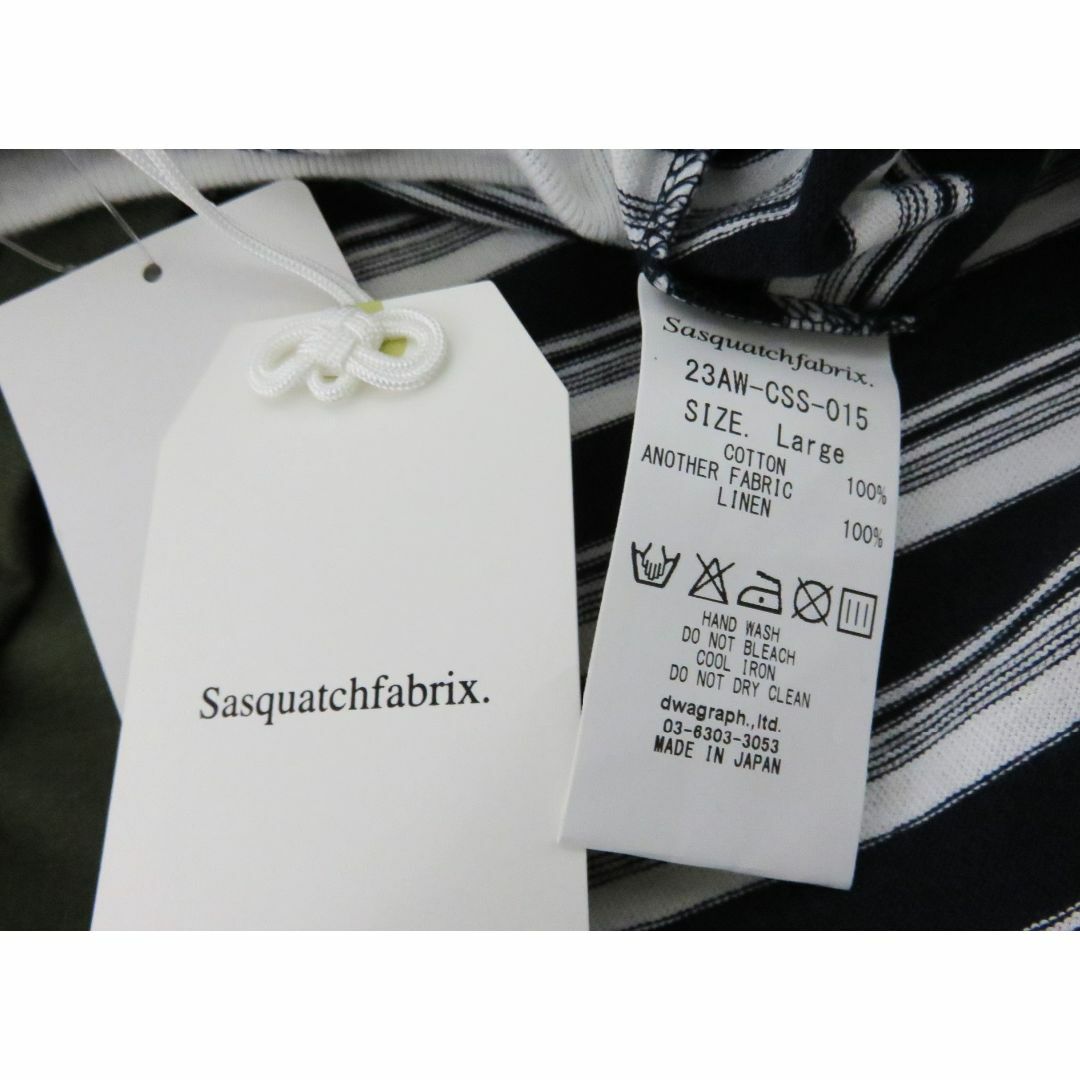 Sasquatchfabrix.
Sasquatchfabrix.
23AW-CSS-015
SIZE. Large
COTTON 100%
ANOTHER FABRIC
LINEN 100%
HAND WASH
DO NOT BLEACH
COOL IRON
DO NOT DRY CLEAN
dwagraph.,ltd.
03-6303-3053
MADE IN JAPAN